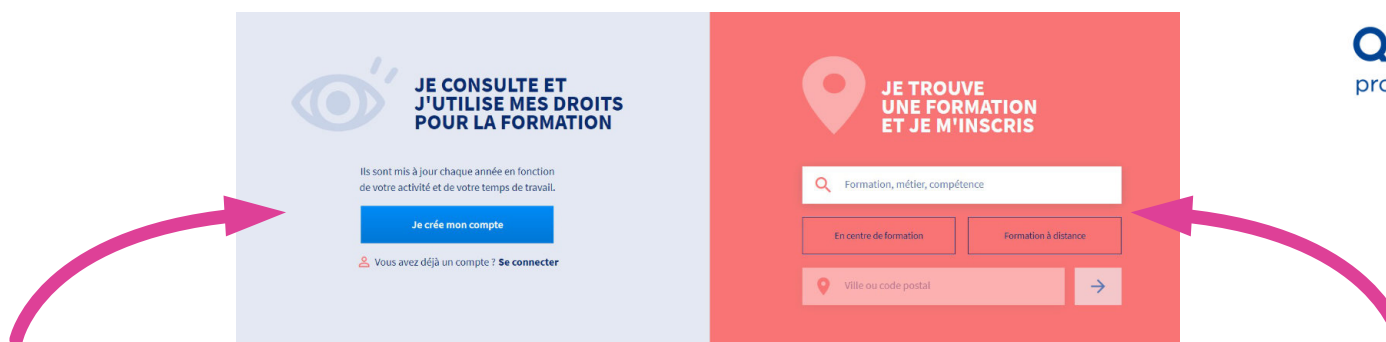 JE CONSULTE ET
J'UTILISE MES DROITS
POUR LA FORMATION
Ils sont mis à jour chaque année en fonction
de votre activité et de votre temps de travail.
Je crée mon compte
Vous avez déjà un compte ? Se connecter
JE TROUVE
UNE FORMATION
ET JE M'INSCRIS
Formation, métier, compétence
En centre de formation
Formation à distance
Ville ou code postal